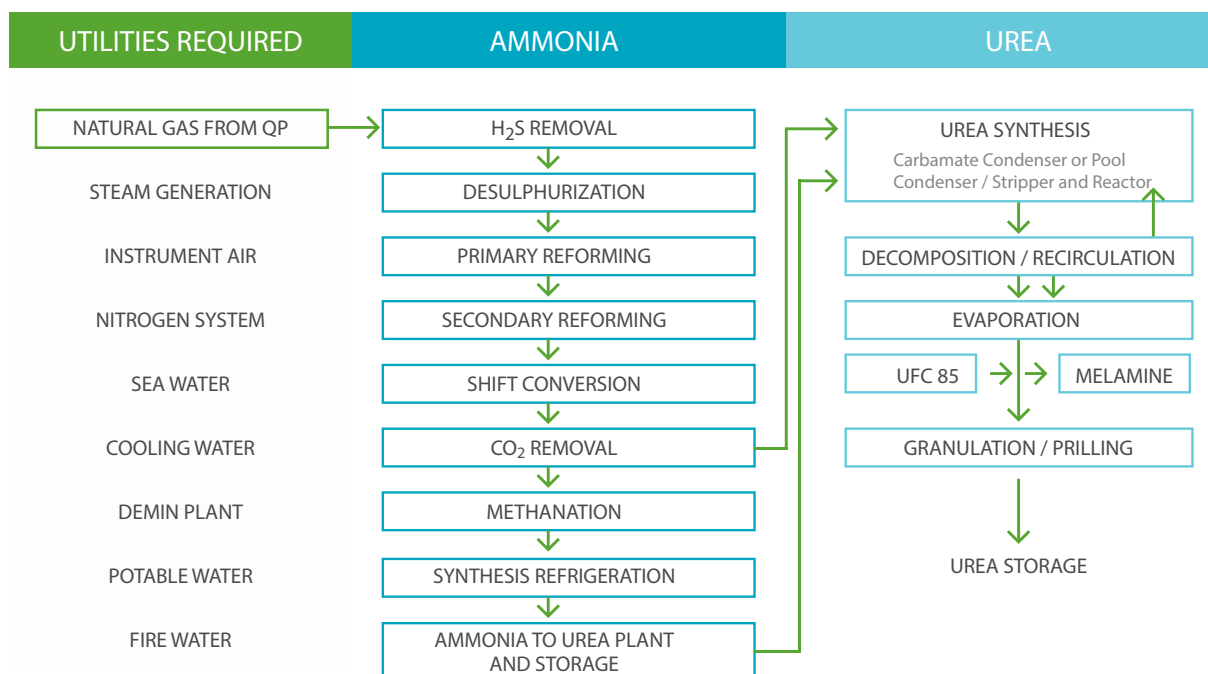 UTILITIES REQUIRED
AMMONIA
UREA
NATURAL GAS FROM QP
STEAM GENERATION
INSTRUMENT AIR
NITROGEN SYSTEM
SEA WATER
COOLING WATER
DEMIN PLANT
POTABLE WATER
FIRE WATER
H₂S REMOVAL
DESULPHURIZATION
PRIMARY REFORMING
SECONDARY REFORMING
SHIFT CONVERSION
CO₂ REMOVAL
METHANATION
SYNTHESIS REFRIGERATION
AMMONIA TO UREA PLANT
AND STORAGE
UREA SYNTHESIS
Carbamate Condenser or Pool
Condenser / Stripper and Reactor
DECOMPOSITION / RECIRCULATION
EVAPORATION
UFC 85
MELAMINE
GRANULATION / PRILLING
UREA STORAGE